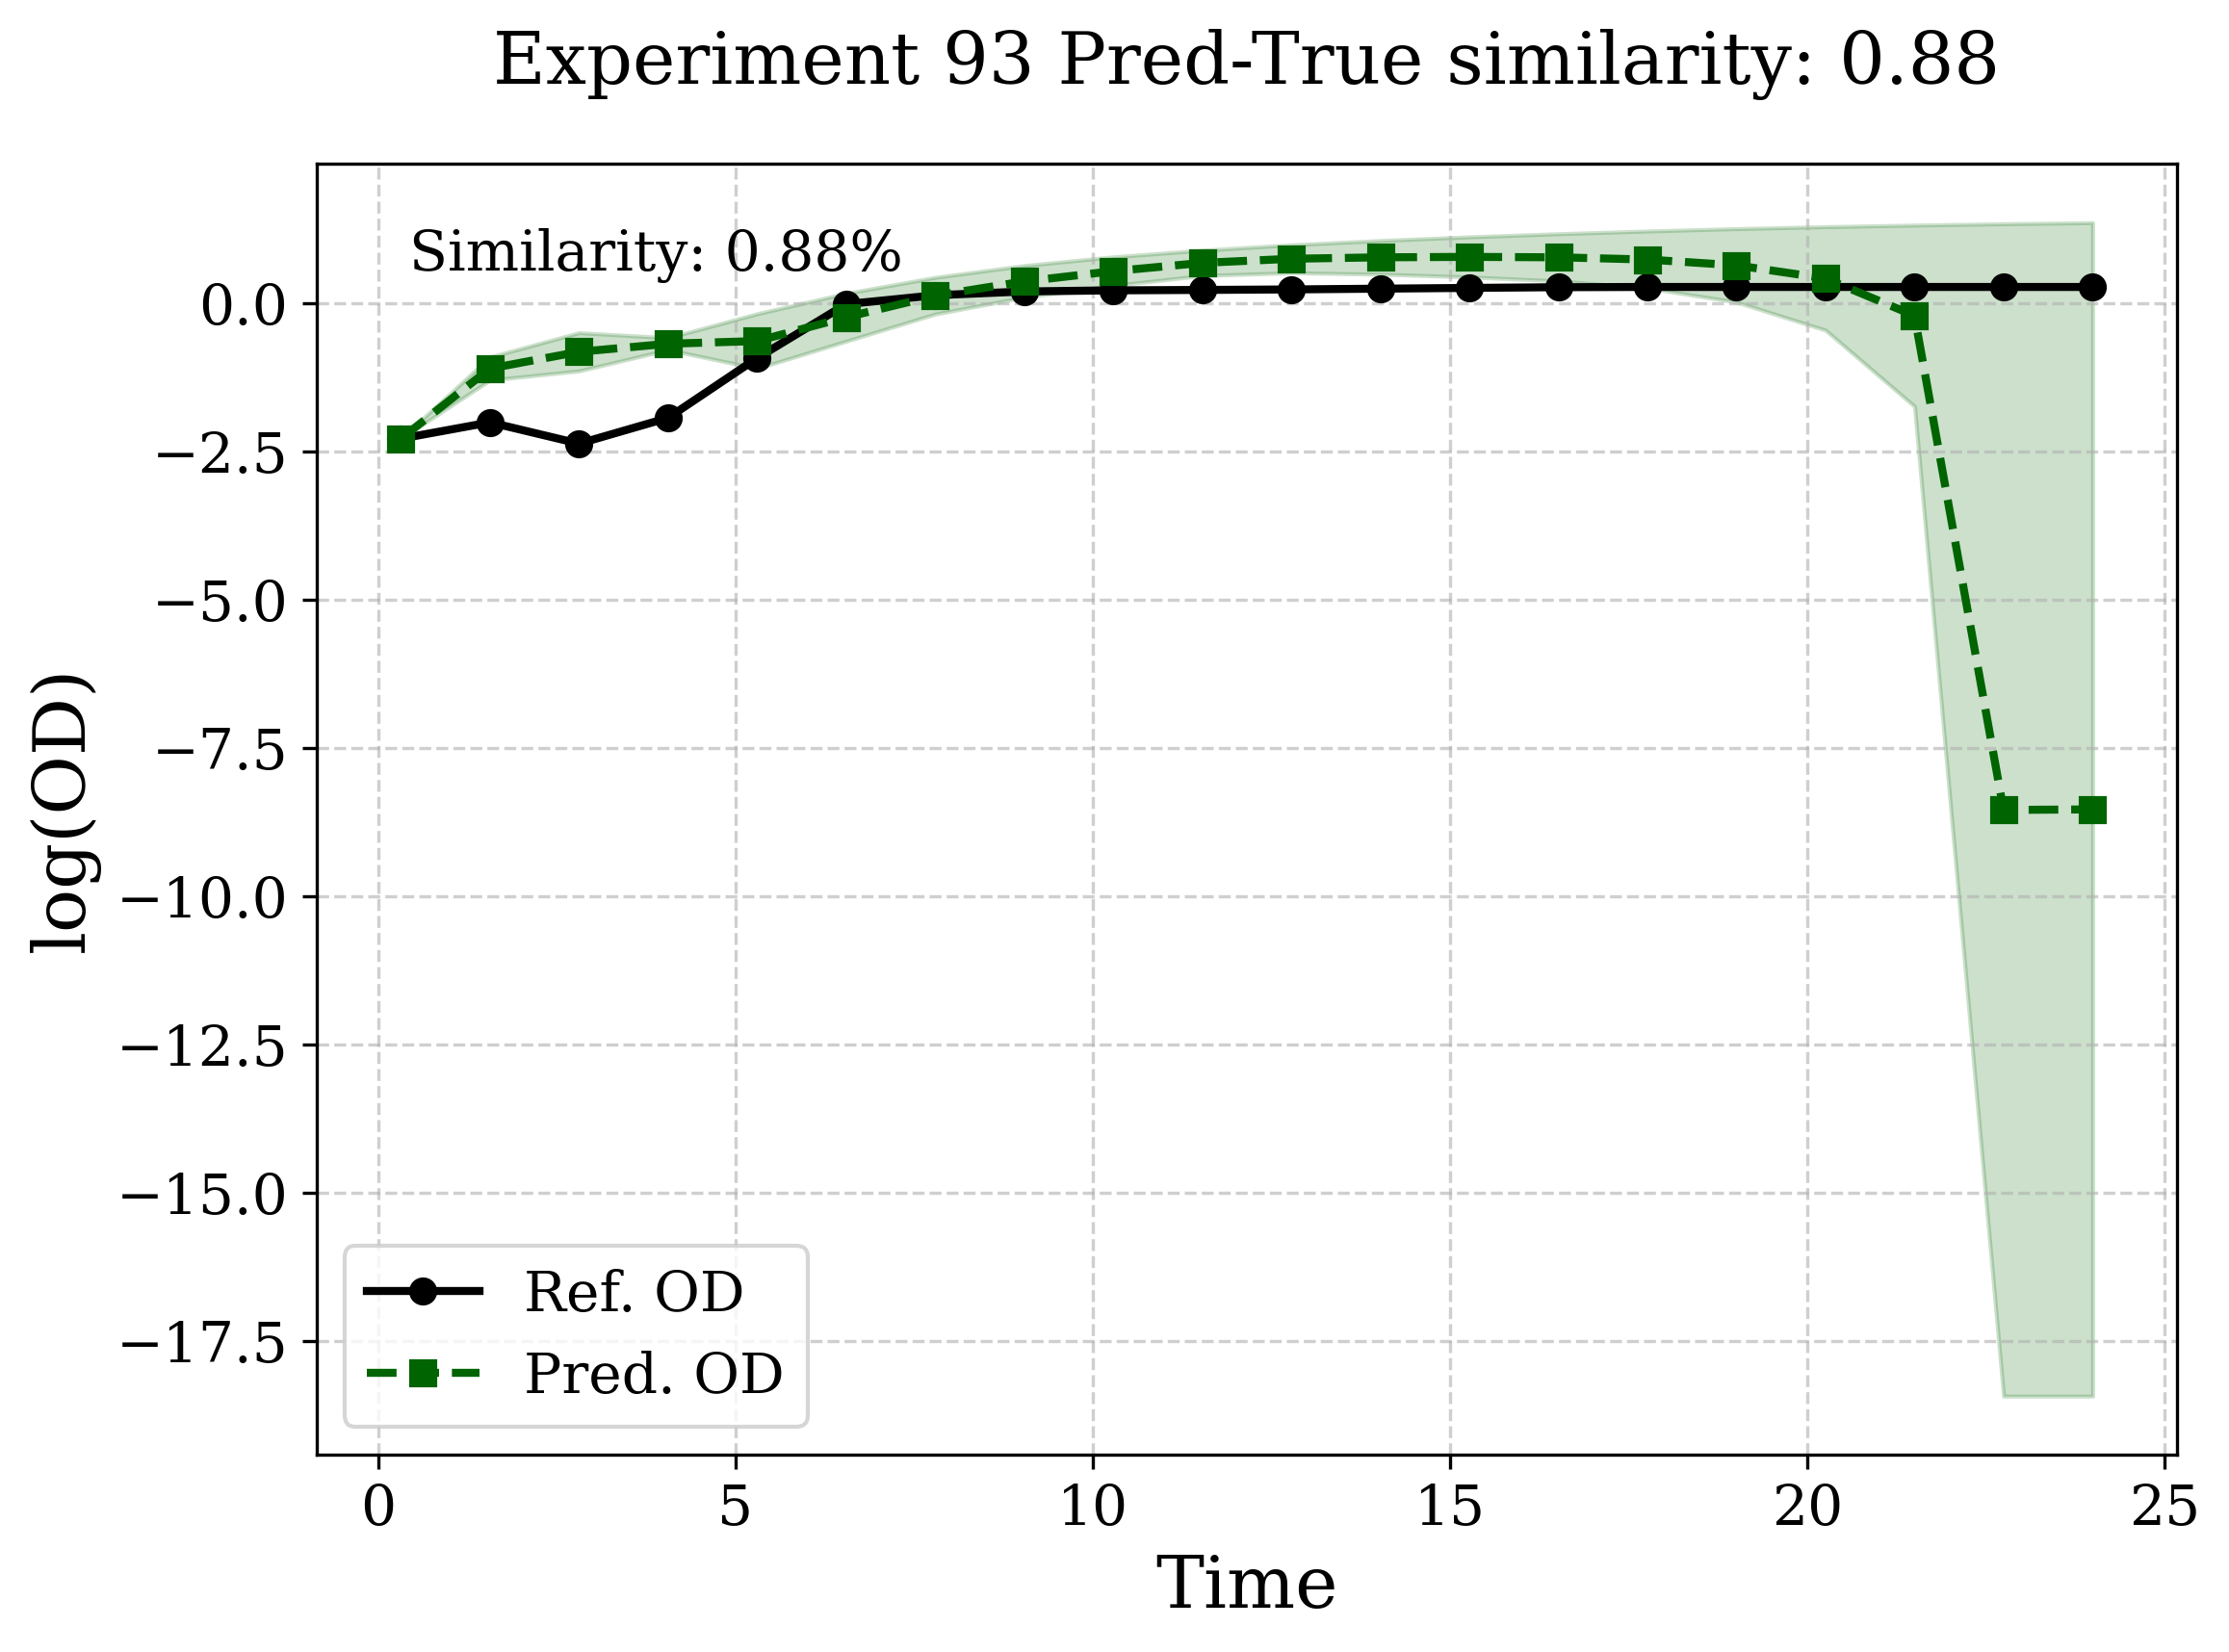 Experiment 93 Pred-True similarity: 0.88
Similarity: 0.88%
0.0
−2.5
−5.0
−7.5
−10.0
−12.5
−15.0
−17.5
log(OD)
Ref. OD
Pred. OD
0 5 10 15 20 25
Time